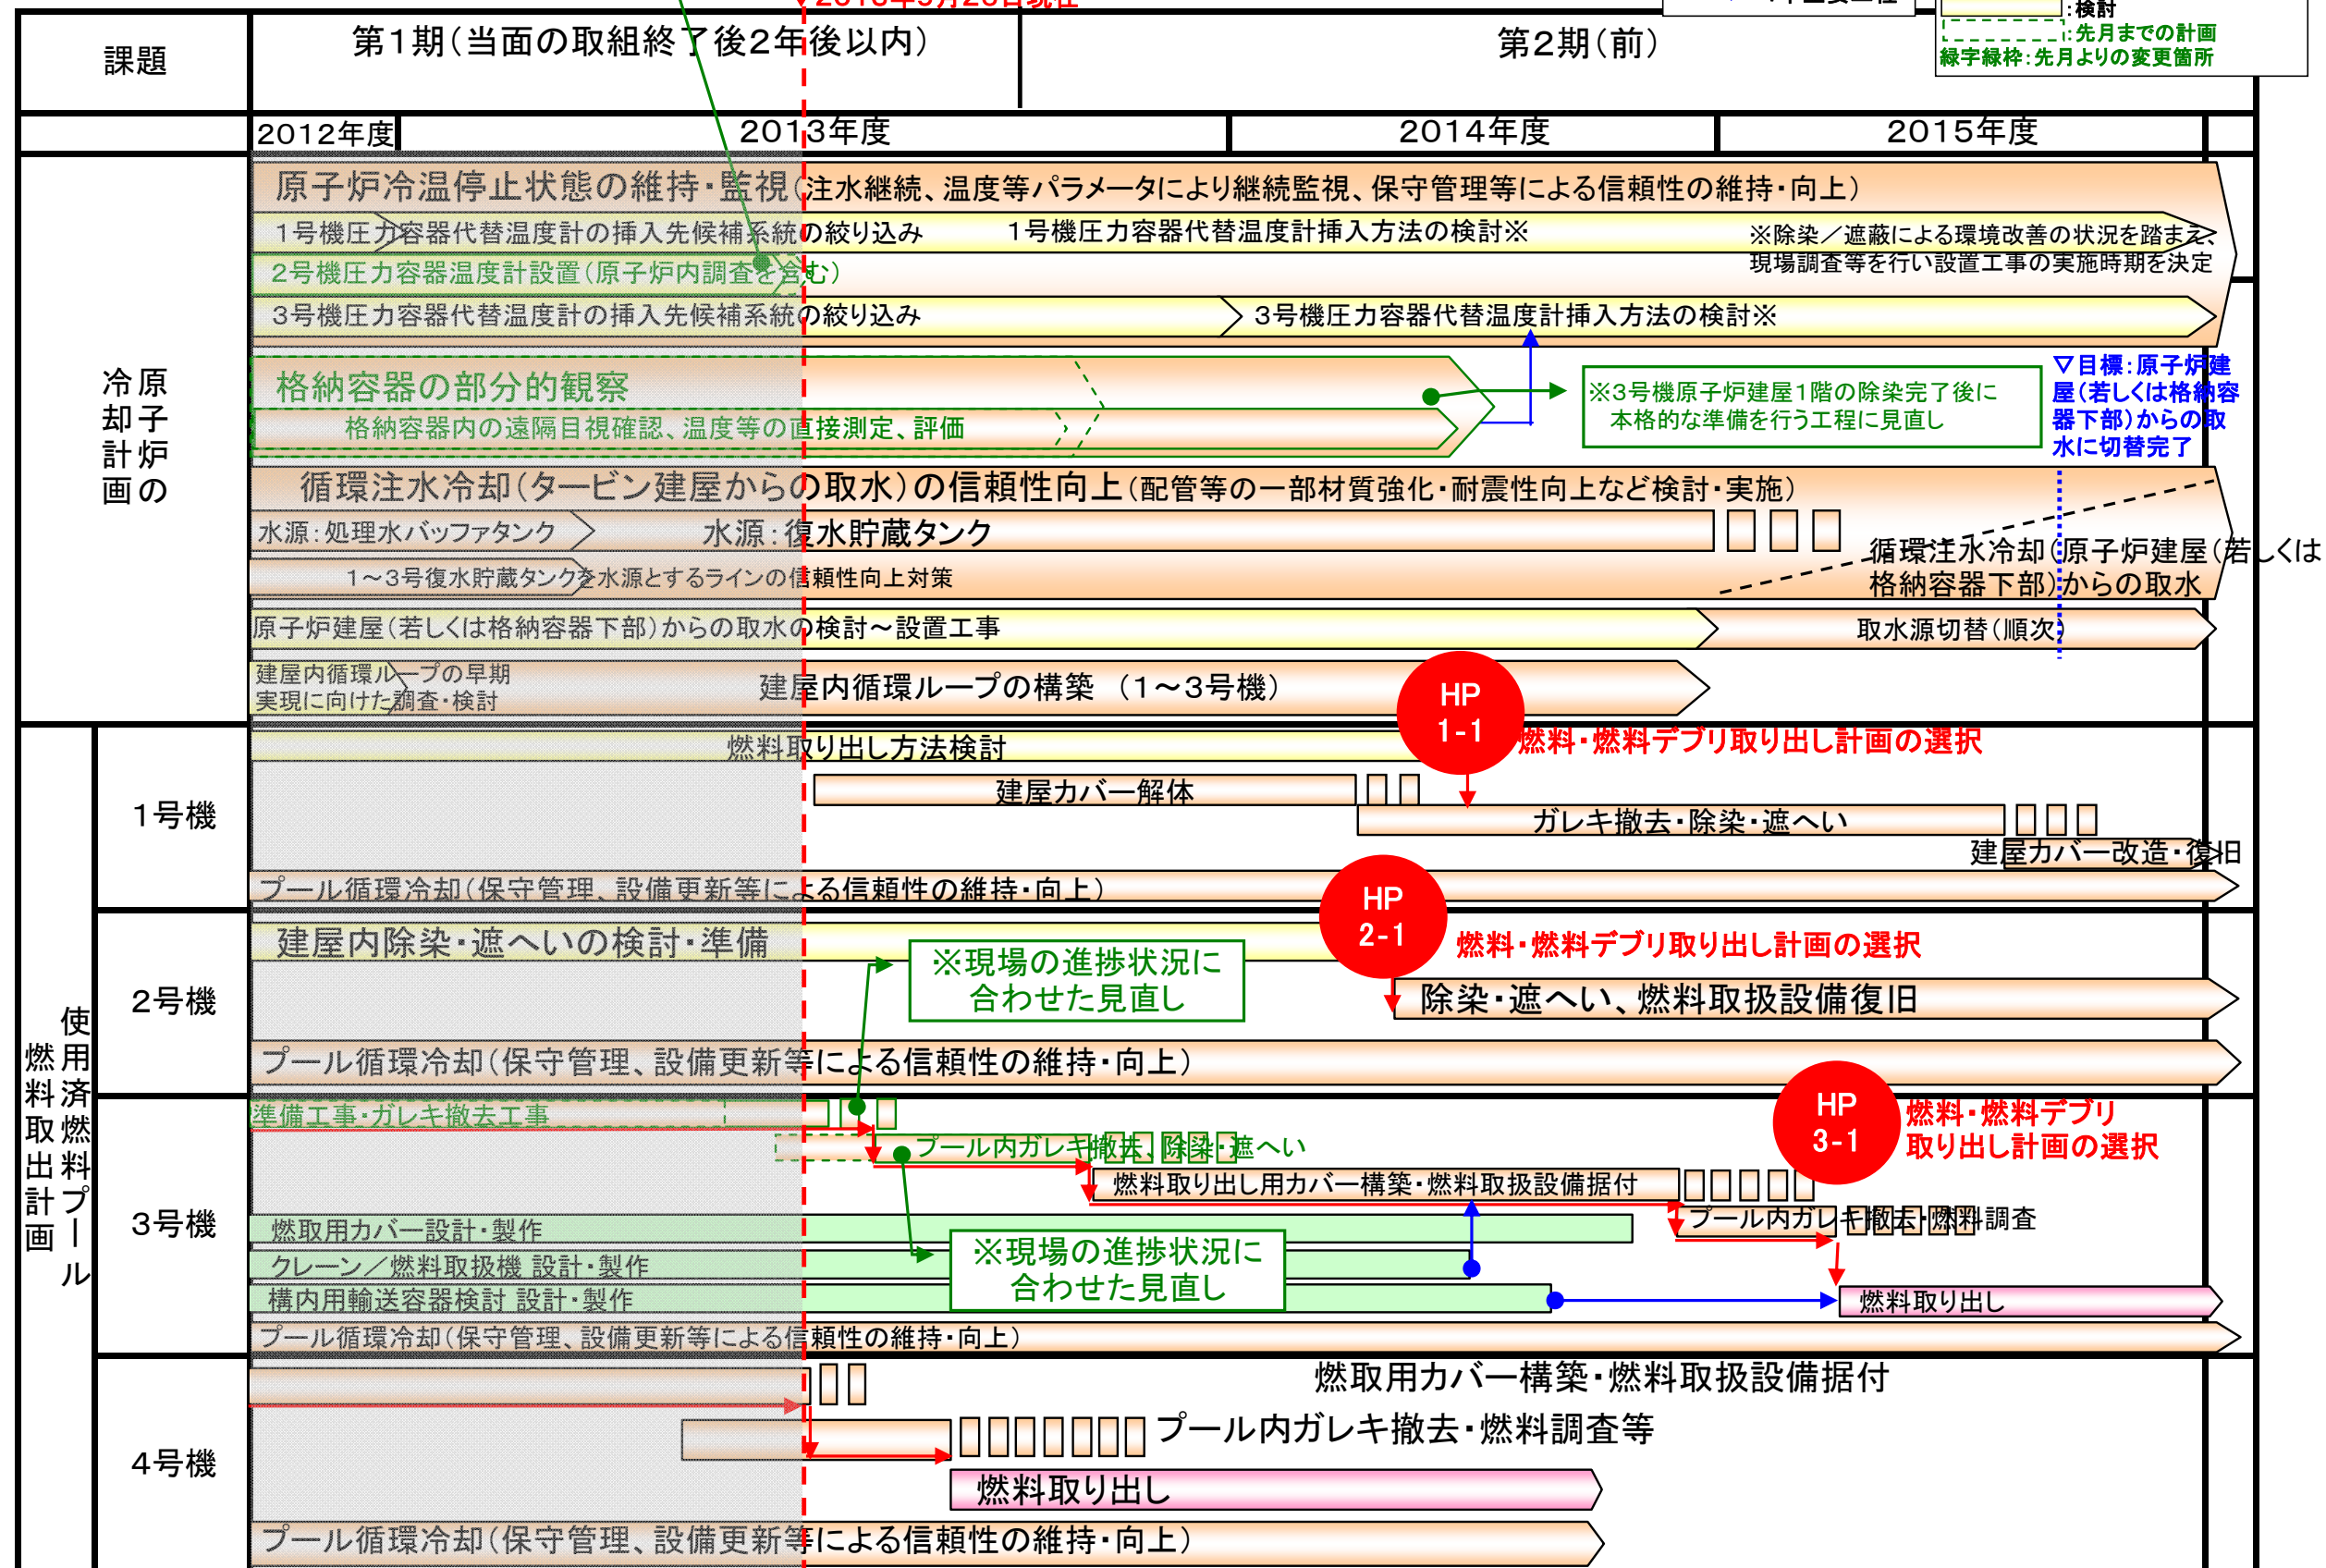 :検討
:先月までの計画
緑字緑枠:先月よりの変更箇所
課題
第1期(当面の取組終了後2年後以内)
第2期(前)
2012年度
2013年度
2014年度
2015年度
原子炉の冷却計画
原子炉冷温停止状態の維持・監視(注水継続、温度等パラメータにより継続監視、保守管理等による信頼性の維持・向上)
1号機圧力容器代替温度計の挿入先候補系統の絞り込み
1号機圧力容器代替温度計挿入方法の検討※
※除染/遮蔽による環境改善の状況を踏まえ、
現場調査等を行い設置工事の実施時期を決定
2号機圧力容器温度計設置(原子炉内調査を含む)
3号機圧力容器代替温度計の挿入先候補系統の絞り込み
3号機圧力容器代替温度計挿入方法の検討※
格納容器の部分的観察
格納容器内の遠隔目視確認、温度等の直接測定、評価
※3号機原子炉建屋1階の除染完了後に
本格的な準備を行う工程に見直し
▽目標:原子炉建
屋(若しくは格納容
器下部)からの取
水に切替完了
循環注水冷却(タービン建屋からの取水)の信頼性向上(配管等の一部材質強化・耐震性向上など検討・実施)
水源:処理水バッファタンク
水源:復水貯蔵タンク
循環注水冷却(原子炉建屋(若しくは
格納容器下部)からの取水
1~3号復水貯蔵タンクを水源とするラインの信頼性向上対策
原子炉建屋(若しくは格納容器下部)からの取水の検討~設置工事
取水源切替(順次)
建屋内循環ループの早期
実現に向けた調査・検討
建屋内循環ループの構築 (1~3号機)
使用済燃料プール燃料取出計画
1号機
燃料取り出し方法検討
HP
1-1
燃料・燃料デブリ取り出し計画の選択
建屋カバー解体
ガレキ撤去・除染・遮へい
建屋カバー改造・復旧
プール循環冷却(保守管理、設備更新等による信頼性の維持・向上)
2号機
建屋内除染・遮へいの検討・準備
HP
2-1
燃料・燃料デブリ取り出し計画の選択
※現場の進捗状況に
合わせた見直し
除染・遮へい、燃料取扱設備復旧
プール循環冷却(保守管理、設備更新等による信頼性の維持・向上)
3号機
準備工事・ガレキ撤去工事
HP
3-1
燃料・燃料デブリ
取り出し計画の選択
プール内ガレキ撤去、除染・遮へい
燃料取り出し用カバー構築・燃料取扱設備据付
プール内ガレキ撤去・燃料調査
燃取用カバー設計・製作
クレーン/燃料取扱機 設計・製作
※現場の進捗状況に
合わせた見直し
構内用輸送容器検討 設計・製作
燃料取り出し
プール循環冷却(保守管理、設備更新等による信頼性の維持・向上)
4号機
燃取用カバー構築・燃料取扱設備据付
プール内ガレキ撤去・燃料調査等
燃料取り出し
プール循環冷却(保守管理、設備更新等による信頼性の維持・向上)